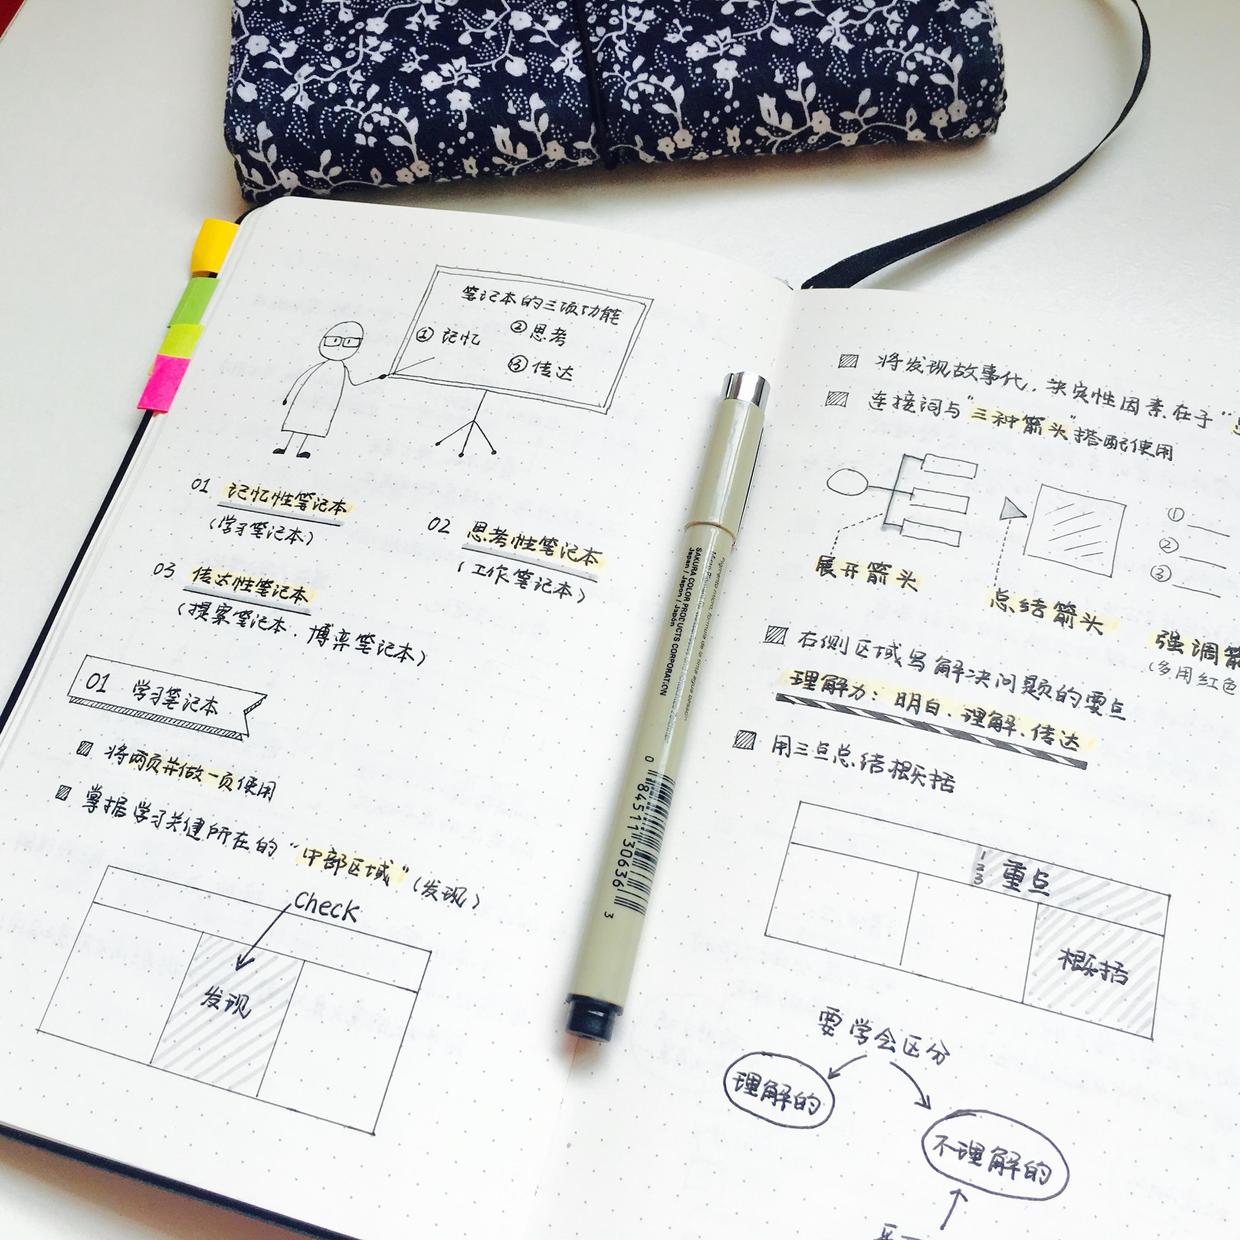 笔记本的三项功能
① 记忆
② 思考
③ 传达
01 记忆性笔记本
(学习笔记本)
02 思考性笔记本
(工作笔记本)
03 传达性笔记本
(提案笔记本、博弈笔记本)
01 学习笔记本
将两页并做一页使用
掌握学习关键所在的“中部区域”(发现)
Check
发现
SAKURA COLOR PRODUCTS CORPORATION
Japan / Japon / Japón
0 84511 30636 3
将发现故事化,决定性因素在于“
连接词与“三种箭头”搭配使用
展开箭头
总结箭头
①
②
③
强调箭
(多用红色
右侧区域写解决问题的要点
理解力:明白、理解、传达
用三点总结概括
1
2
3
重点
概括
要学会区分
理解的
不理解的